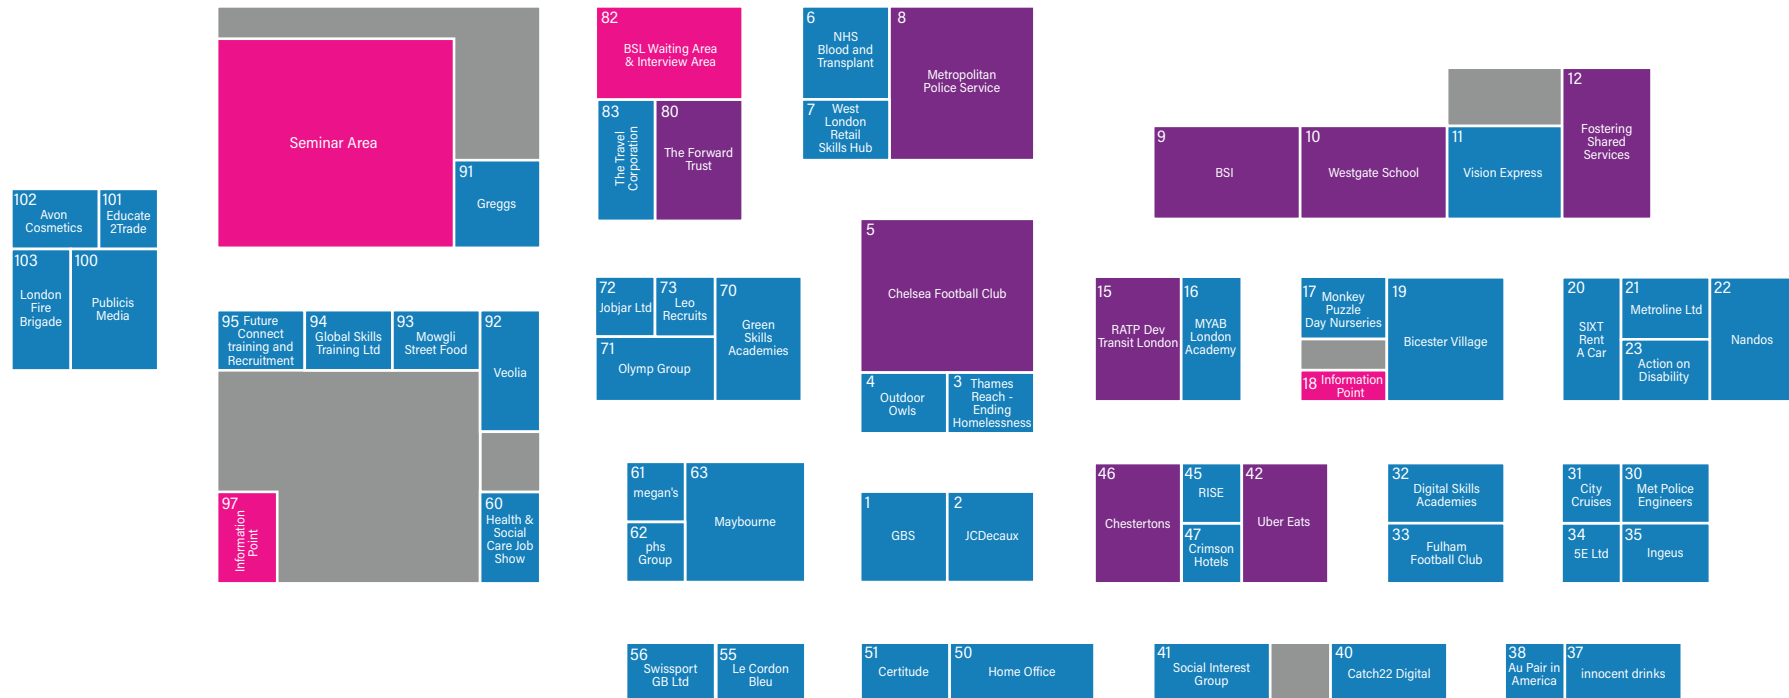 82
BSL Waiting Area
& Interview Area
6
NHS
Blood and
Transplant
8
Metropolitan
Police Service
7
West
London
Retail
Skills Hub
Seminar Area
83
The Travel
Corporation
80
The Forward
Trust
12
Fostering
Shared
Services
9
BSI
10
Westgate School
11
Vision Express
91
Greggs
102
Avon
Cosmetics
101
Educate
2Trade
103
London
Fire
Brigade
100
Publicis
Media
5
Chelsea Football Club
4
Outdoor
Owls
3
Thames
Reach -
Ending
Homelessness
72
Jobjar Ltd
73
Leo
Recruits
70
Green
Skills
Academies
71
Olymp Group
15
RATP Dev
Transit London
16
MYAB
London
Academy
17
Monkey
Puzzle
Day Nurseries
18
Information
Point
19
Bicester Village
20
SIXT
Rent
A Car
21
Metroline Ltd
22
Nandos
23
Action on
Disability
95
Future
Connect
training and
Recruitment
94
Global Skills
Training Ltd
93
Mowgli
Street Food
92
Veolia
97
Information
Point
60
Health &
Social
Care Job
Show
61
megan's
63
Maybourne
62
phs
Group
1
GBS
2
JCDecaux
46
Chestertons
45
RISE
42
Uber Eats
47
Crimson
Hotels
32
Digital Skills
Academies
33
Fulham
Football Club
31
City
Cruises
30
Met Police
Engineers
34
5E Ltd
35
Ingeus
56
Swissport
GB Ltd
55
Le Cordon
Bleu
51
Certitude
50
Home Office
41
Social Interest
Group
40
Catch22 Digital
38
Au Pair in
America
37
innocent drinks